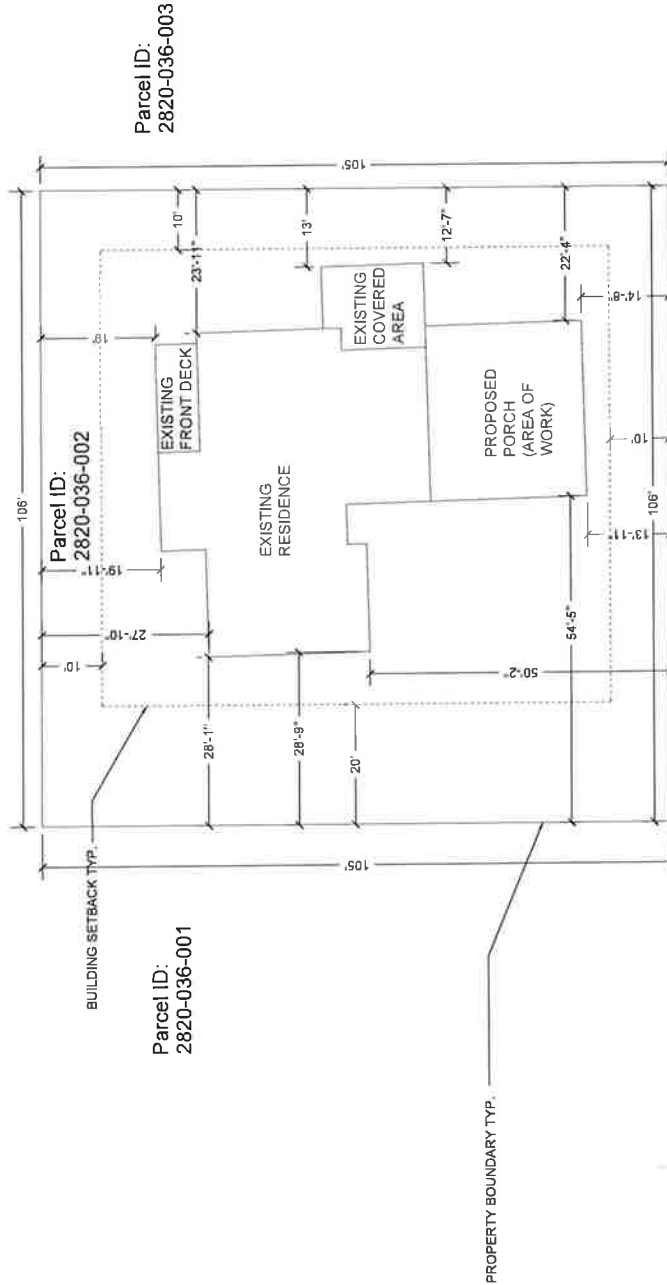 Parcel ID:
2820-036-003
106'
105'
10'
23'-11"
13'
12'-7"
22'-4"
14'-8"
19'
EXISTING
FRONT DECK
EXISTING
COVERED
AREA
Parcel ID:
2820-036-002
19'-11"
27'-10"
10'
EXISTING
RESIDENCE
PROPOSED
PORCH
(AREA OF
WORK)
10'
13'-11"
28'-1"
28'-9"
20'
50'-2"
54'-5"
106'
BUILDING SETBACK TYP.
105'
Parcel ID:
2820-036-001
PROPERTY BOUNDARY TYP.